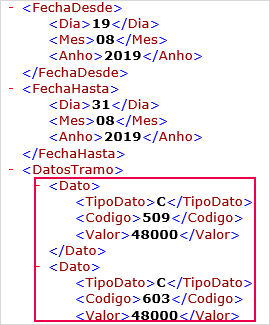 - <FechaDesde>
<Dia>19</Dia>
<Mes>08</Mes>
<Anho>2019</Anho>
</FechaDesde>
- <FechaHasta>
<Dia>31</Dia>
<Mes>08</Mes>
<Anho>2019</Anho>
</FechaHasta>
- <DatosTramo>
- <Dato>
<TipoDato>C</TipoDato>
<Codigo>509</Codigo>
<Valor>48000</Valor>
</Dato>
- <Dato>
<TipoDato>C</TipoDato>
<Codigo>603</Codigo>
<Valor>48000</Valor>